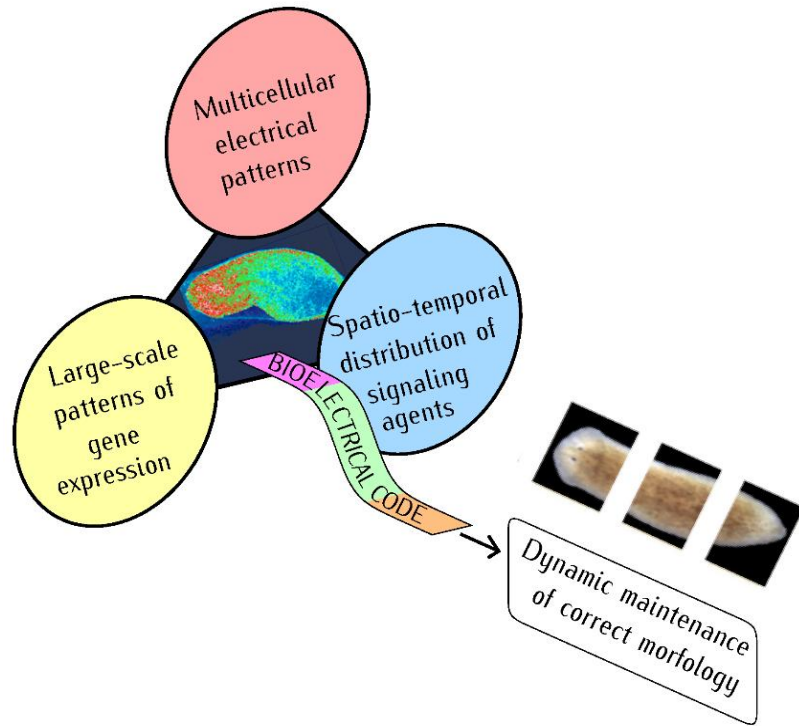 Multicellular
electrical
patterns
Large-scale
patterns of
gene
expression
Spatio-temporal
distribution of
signaling
agents
BIOELECTRICAL CODE
Dynamic maintenance
of correct morfology